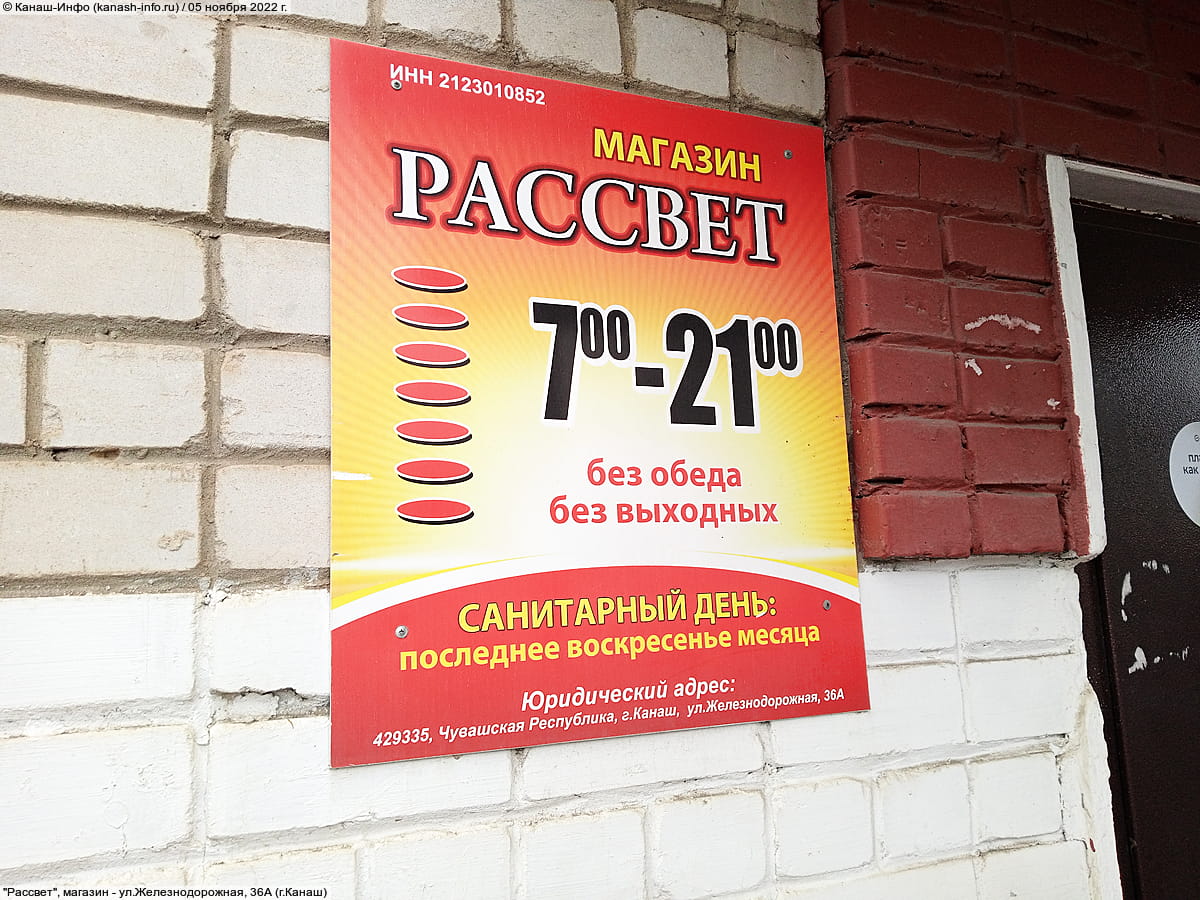 © Канаш-Инфо (kanash-info.ru) / 05 ноября 2022 г.
ИНН 2123010852
МАГАЗИН
РАССВЕТ
7⁰⁰-21⁰⁰
без обеда
без выходных
САНИТАРНЫЙ ДЕНЬ:
последнее воскресенье месяца
Юридический адрес:
429335, Чувашская Республика, г.Канаш, ул.Железнодорожная, 36А
как
"Рассвет", магазин - ул.Железнодорожная, 36А (г.Канаш)